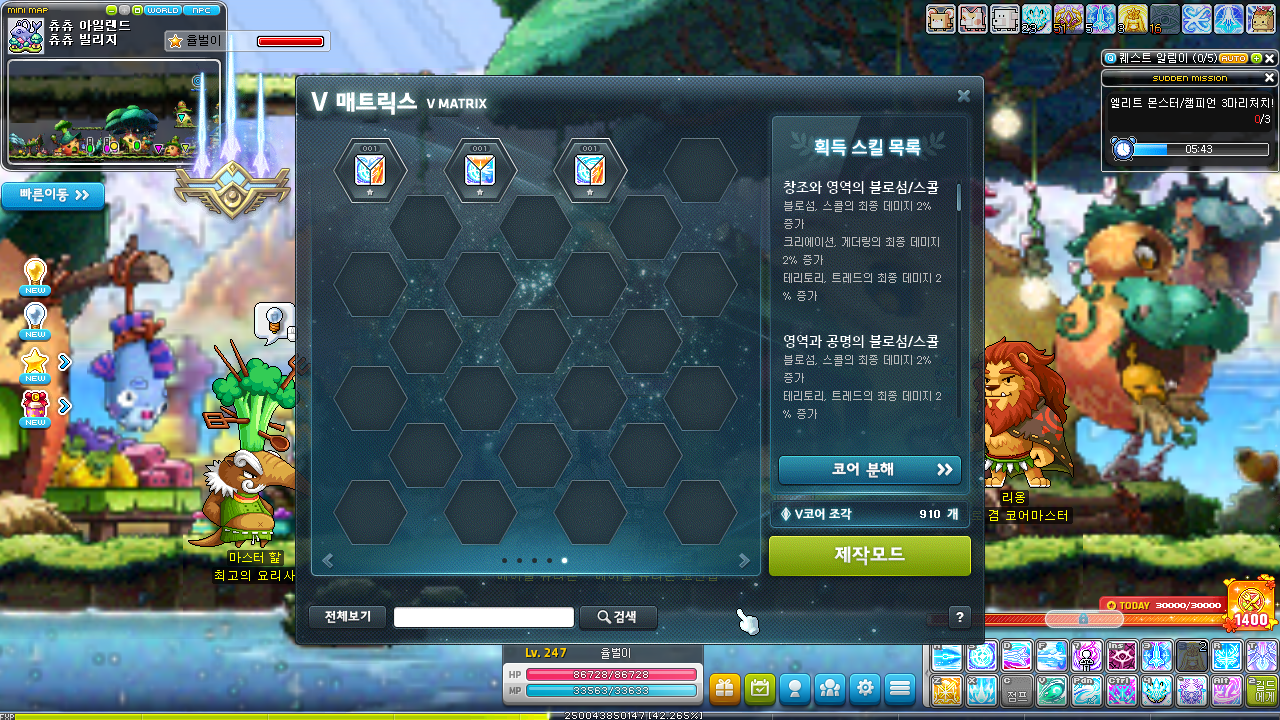 MINI MAP
WORLD
NPC
츄츄 아일랜드
츄츄 빌리지
율벌이
빠른이동
NEW
NEW
NEW
NEW
V 매트릭스 V MATRIX
001
001
001
획득 스킬 목록
창조와 영역의 블로섬/스콜
블로섬, 스콜의 최종 데미지 2%
증가
크리에이션, 게더링의 최종 데미지
2% 증가
테리토리, 트레드의 최종 데미지 2
% 증가
영역과 공명의 블로섬/스콜
블로섬, 스콜의 최종 데미지 2%
증가
테리토리, 트레드의 최종 데미지 2
% 증가
코어 분해
V코어 조각 910 개
제작모드
전체보기
검색
?
퀘스트 알림이 (0/5) AUTO
SUDDEN MISSION
엘리트 몬스터/챔피언 3마리처치!
0/3
05:43
마스터 핥
최고의 요리사
리옹
겸 코어마스터
TODAY 30000/30000
1400
Lv. 247 율벌이
HP 86728/86728
MP 33563/33633
점프
EXP 250043850147 [42.265%]